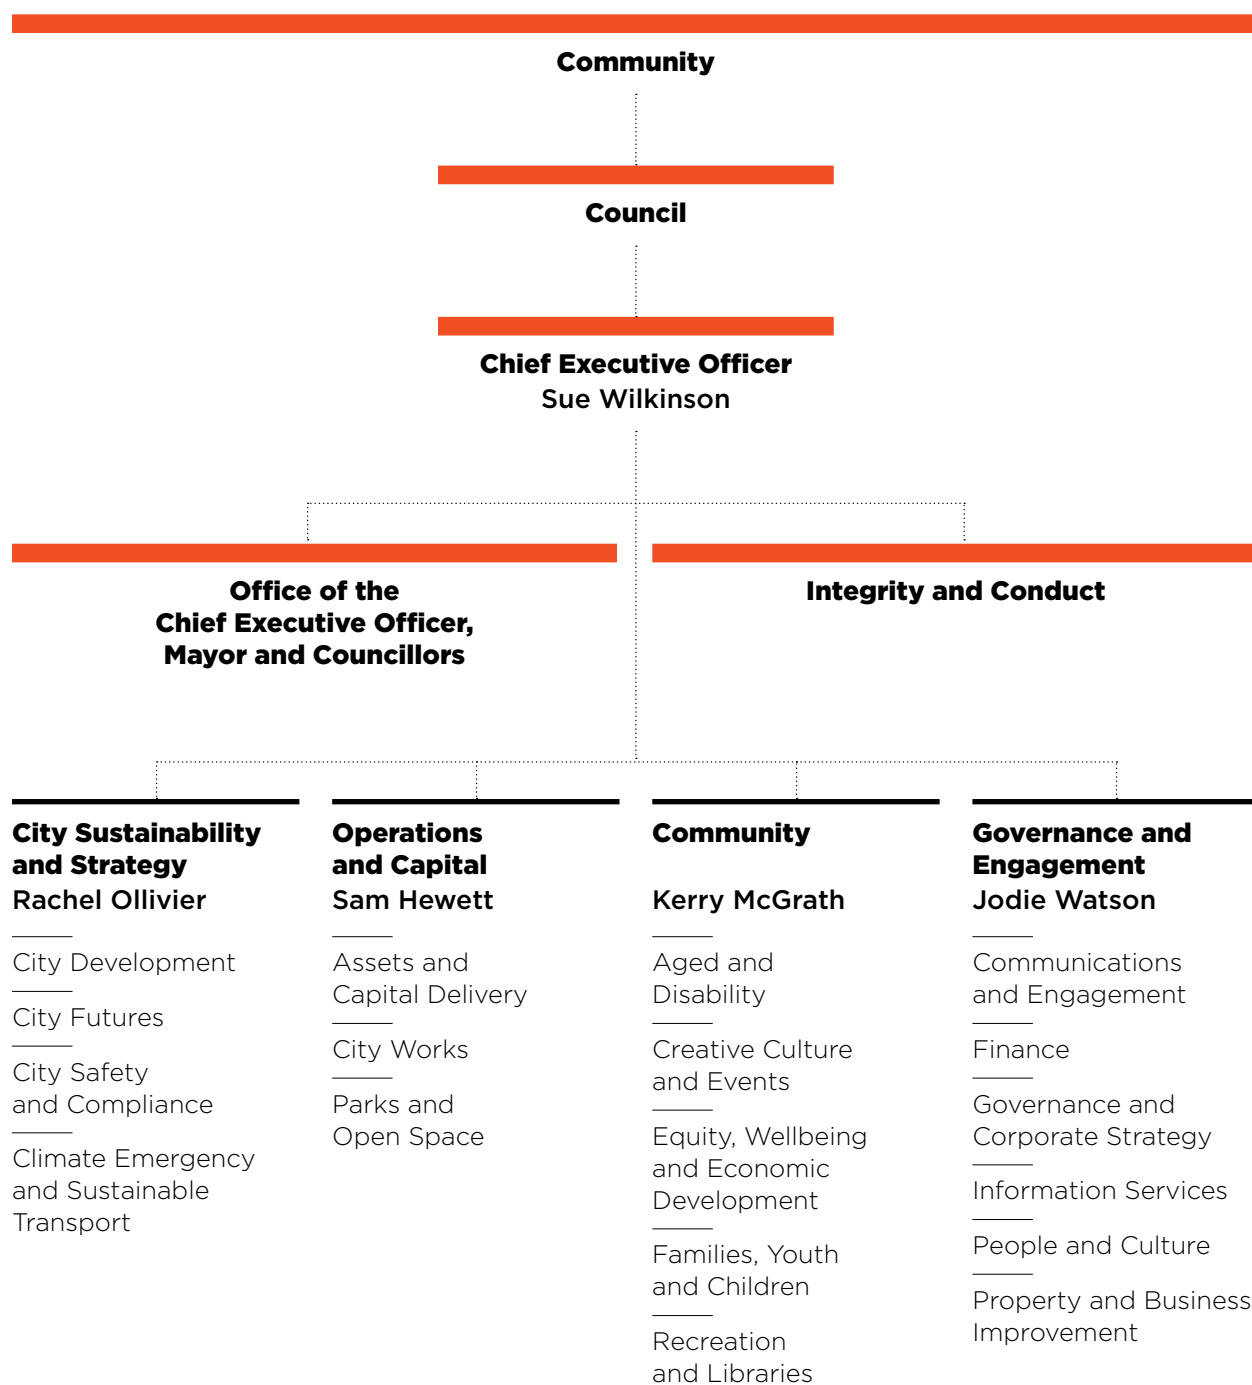 Community
Council
Chief Executive Officer
Sue Wilkinson
Office of the
Chief Executive Officer,
Mayor and Councillors
Integrity and Conduct
City Sustainability
and Strategy
Rachel Ollivier
City Development
City Futures
City Safety
and Compliance
Climate Emergency
and Sustainable
Transport
Operations
and Capital
Sam Hewett
Assets and
Capital Delivery
City Works
Parks and
Open Space
Community
Kerry McGrath
Aged and
Disability
Creative Culture
and Events
Equity, Wellbeing
and Economic
Development
Families, Youth
and Children
Recreation
and Libraries
Governance and
Engagement
Jodie Watson
Communications
and Engagement
Finance
Governance and
Corporate Strategy
Information Services
People and Culture
Property and Business
Improvement